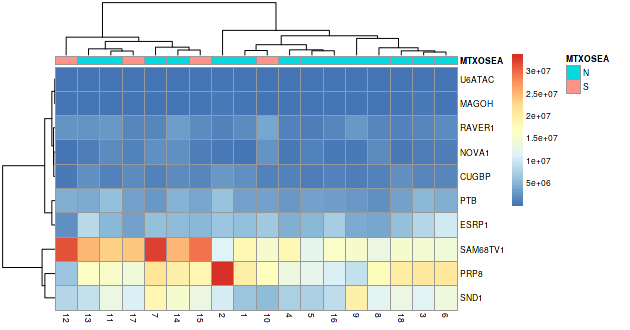 MTXOSEA
U6ATAC
MAGOH
RAVER1
NOVA1
CUGBP
PTB
ESRP1
SAM68TV1
PRP8
SND1
12 13 11 17 7 14 15 2 1 10 4 5 16 9 8 18 3 6
3e+07
2.5e+07
2e+07
1.5e+07
1e+07
5e+06
MTXOSEA
N
S